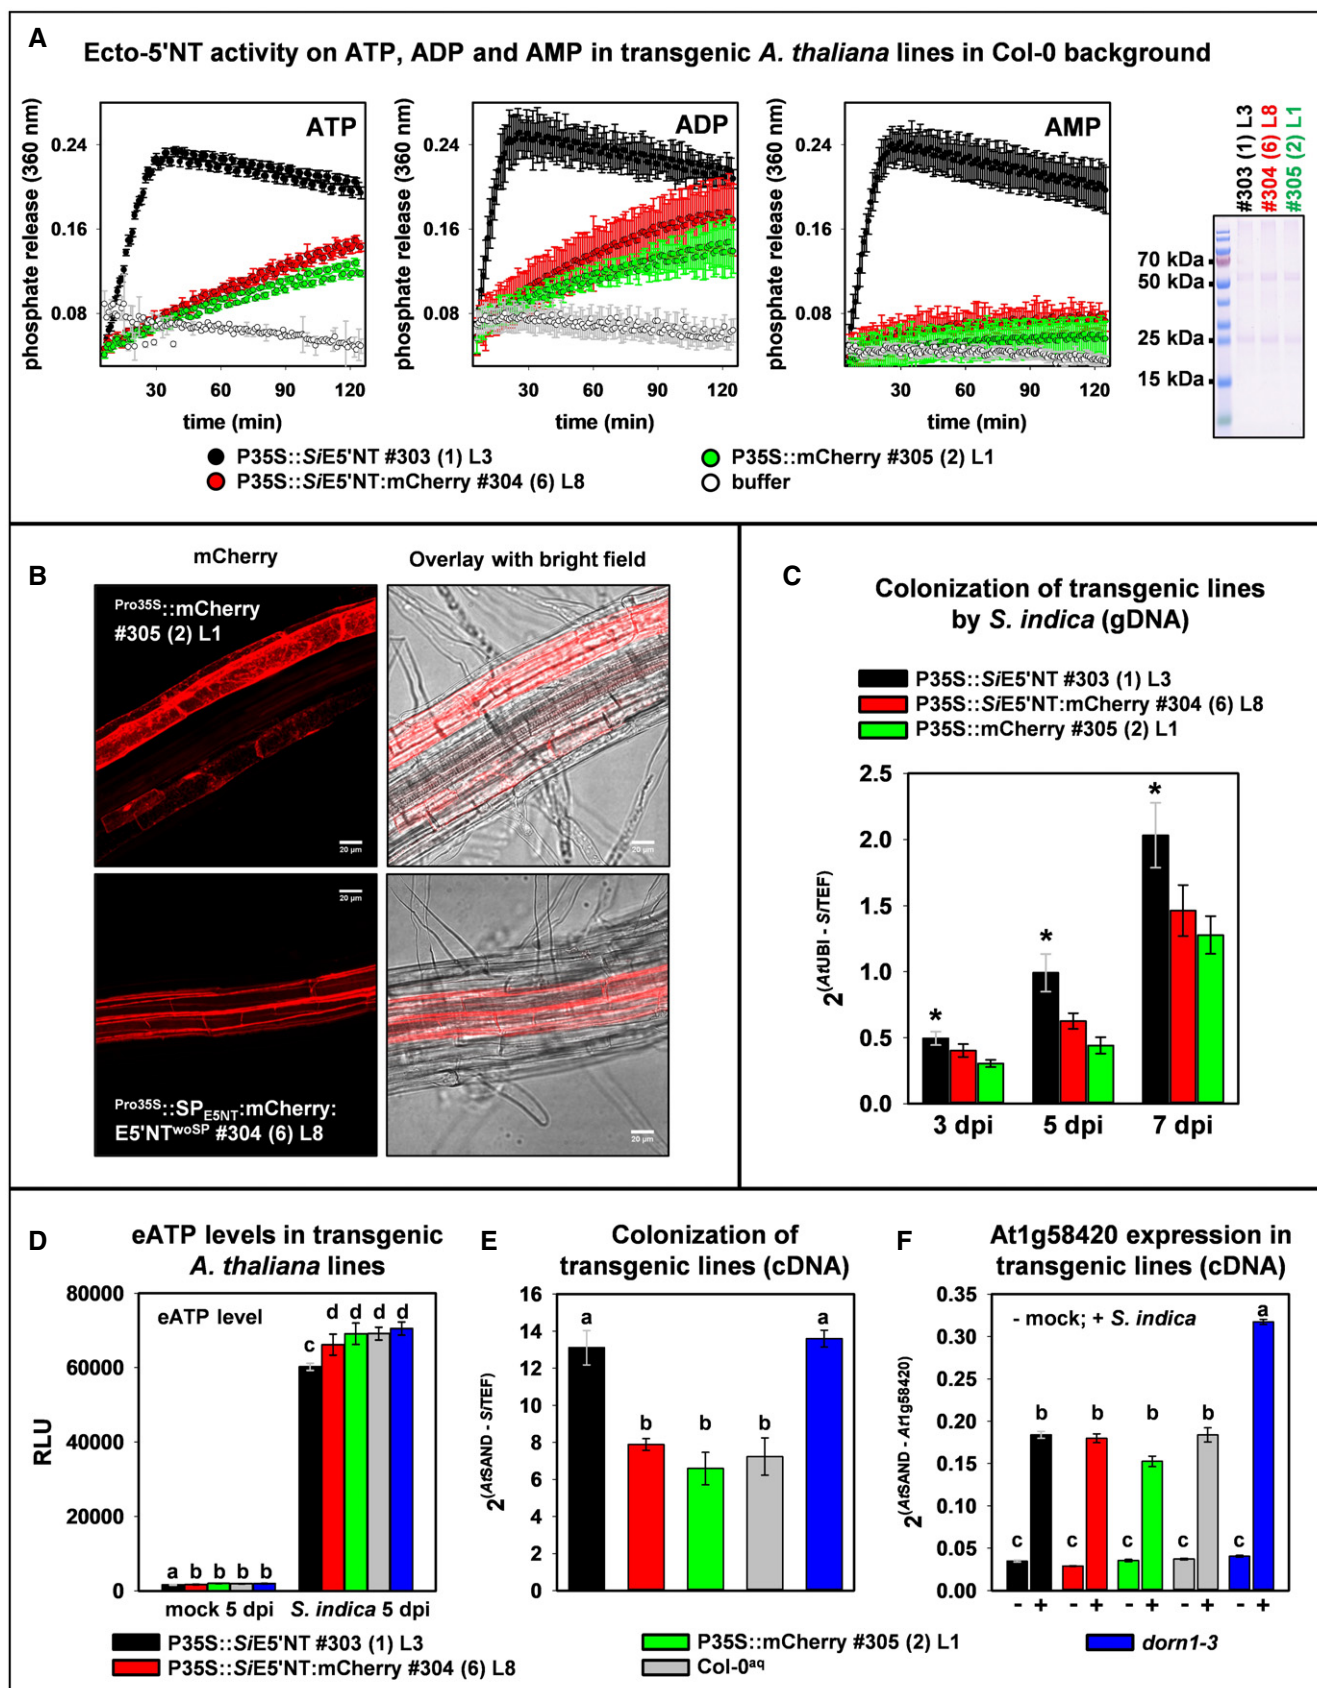 A
Ecto-5'NT activity on ATP, ADP and AMP in transgenic A. thaliana lines in Col-0 background
phosphate release (360 nm)
0.24
0.16
0.08
ATP
30 60 90 120
time (min)
phosphate release (360 nm)
0.24
0.16
0.08
ADP
30 60 90 120
time (min)
phosphate release (360 nm)
0.24
0.16
0.08
AMP
30 60 90 120
time (min)
#303 (1) L3
#304 (6) L8
#305 (2) L1
70 kDa
50 kDa
25 kDa
15 kDa
P35S::SiE5'NT #303 (1) L3
P35S::SiE5'NT:mCherry #304 (6) L8
P35S::mCherry #305 (2) L1
buffer
B
mCherry
Overlay with bright field
Pro35S::mCherry
#305 (2) L1
20 µm
20 µm
20 µm
Pro35S::SPE5NT:mCherry:
E5'NTwoSP #304 (6) L8
20 µm
C
Colonization of transgenic lines
by S. indica (gDNA)
P35S::SiE5'NT #303 (1) L3
P35S::SiE5'NT:mCherry #304 (6) L8
P35S::mCherry #305 (2) L1
2(AtUBI - SiTEF)
2.5
2.0
1.5
1.0
0.5
0.0
* * *
3 dpi 5 dpi 7 dpi
D
eATP levels in transgenic
A. thaliana lines
RLU
80000
60000
40000
20000
0
eATP level
a b b b b
c d d d d
mock 5 dpi S. indica 5 dpi
E
Colonization of
transgenic lines (cDNA)
2(AtSAND - SiTEF)
16
14
12
10
8
6
4
2
0
a b b b a
F
At1g58420 expression in
transgenic lines (cDNA)
2(AtSAND - At1g58420)
0.35
0.30
0.25
0.20
0.15
0.10
0.05
0.00
- mock; + S. indica
c b c b c b c b c a
- + - + - + - + - +
P35S::SiE5'NT #303 (1) L3
P35S::SiE5'NT:mCherry #304 (6) L8
P35S::mCherry #305 (2) L1
Col-0aq
dorn1-3